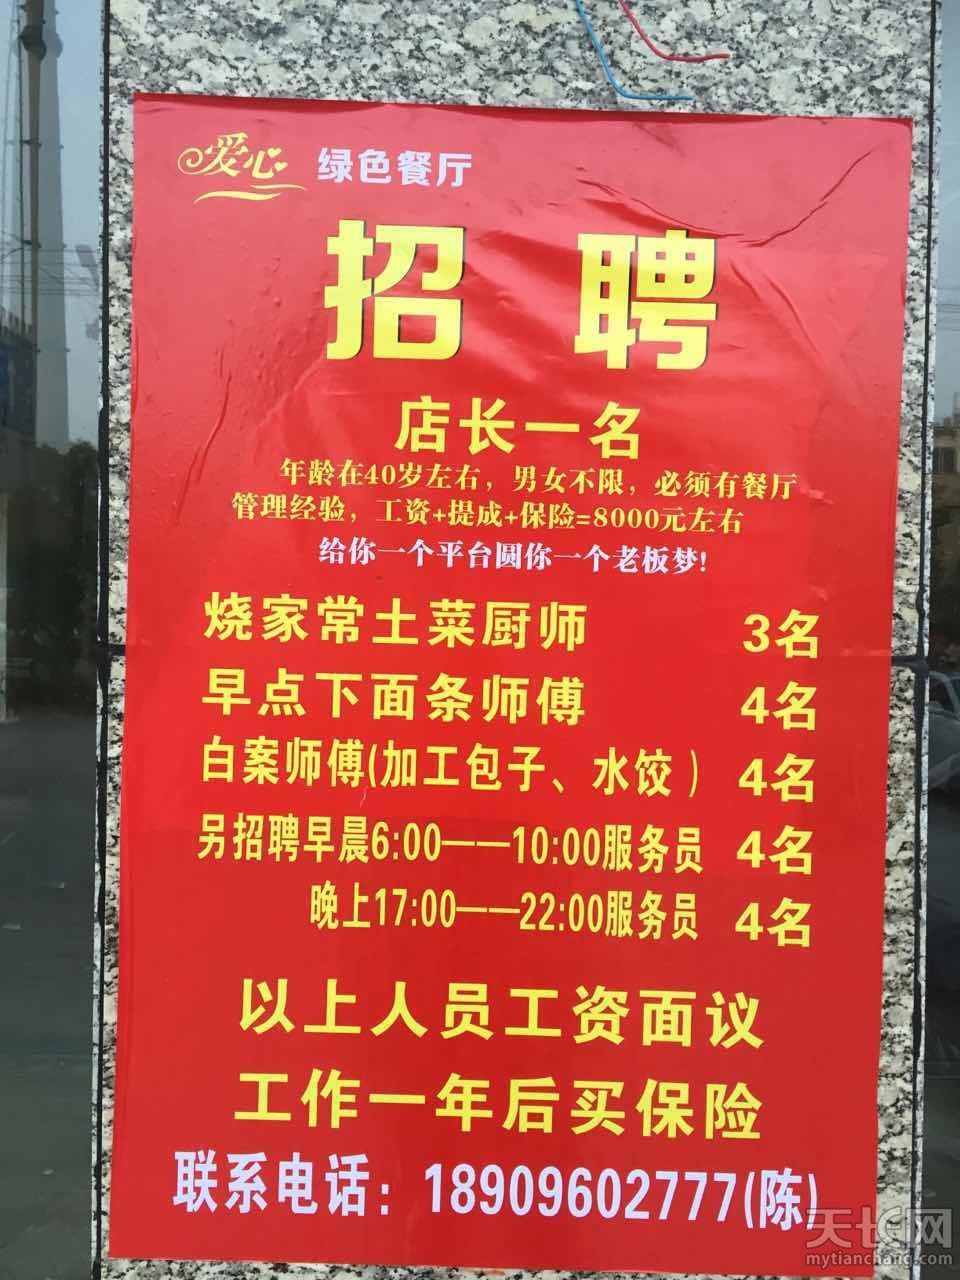 爱心 绿色餐厅
招聘
店长一名
年龄在40岁左右，男女不限，必须有餐厅
管理经验，工资+提成+保险=8000元左右
给你一个平台圆你一个老板梦!
烧家常土菜厨师 3名
早点下面条师傅 4名
白案师傅(加工包子、水饺） 4名
另招聘早晨6:00——10:00服务员 4名
晚上17:00——22:00服务员 4名
以上人员工资面议
工作一年后买保险
联系电话：18909602777(陈)
天长网
mytianchang.com